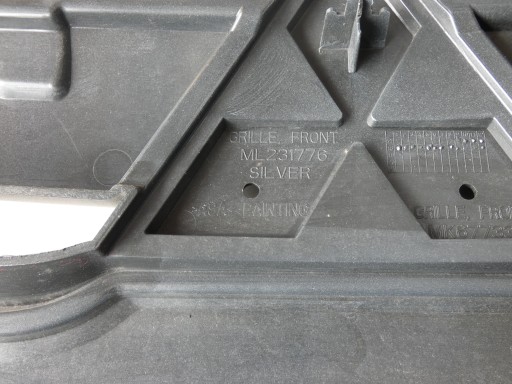 GRILLE, FRONT
ML231776
SILVER
PAINTING
GRILLE, FRO